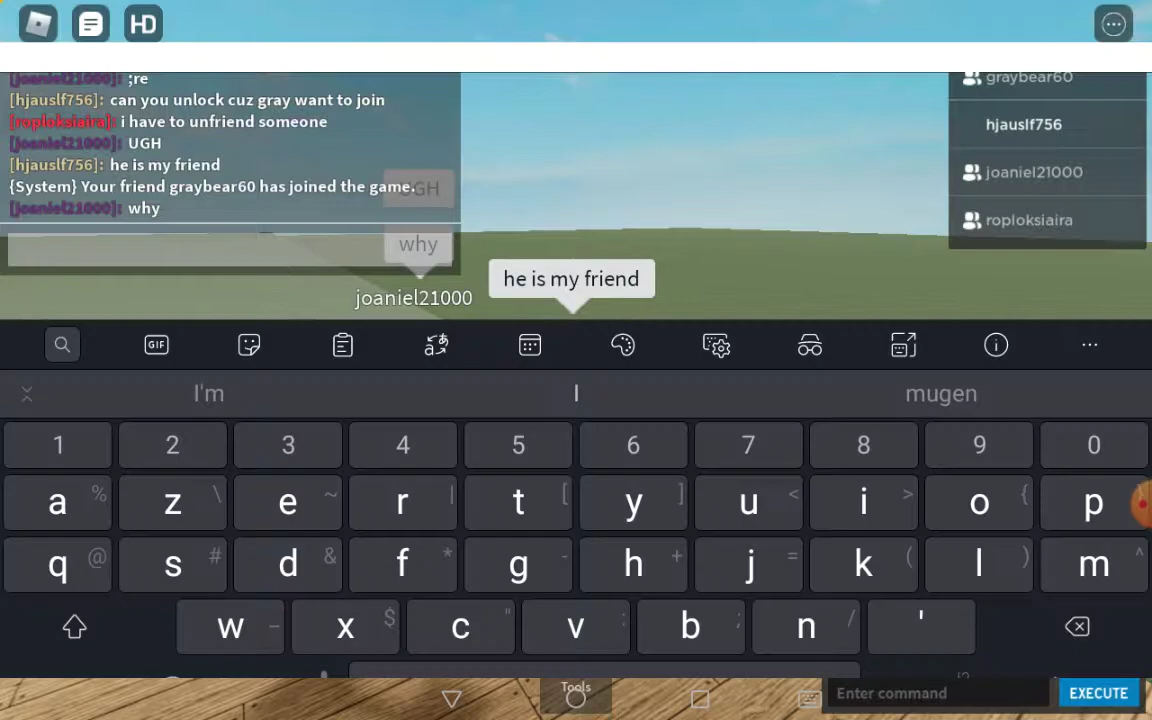 HD
[joaniel21000]: ;re
[hjauslf756]: can you unlock cuz gray want to join
[roploksiaira]: i have to unfriend someone
[joaniel21000]: UGH
[hjauslf756]: he is my friend
{System} Your friend graybear60 has joined the game.
[joaniel21000]: why
graybear60
hjauslf756
joaniel21000
roploksiaira
UGH
why
joaniel21000
he is my friend
GIF
I'm
I
mugen
1 2 3 4 5 6 7 8 9 0
a % z \ e ~ r | t [ y ] u < i > o { p
q @ s # d & f * g - h + j = k ( l ) m ^
w _ x $ c " v : b ; n / '
!?
Tools
Enter command
EXECUTE